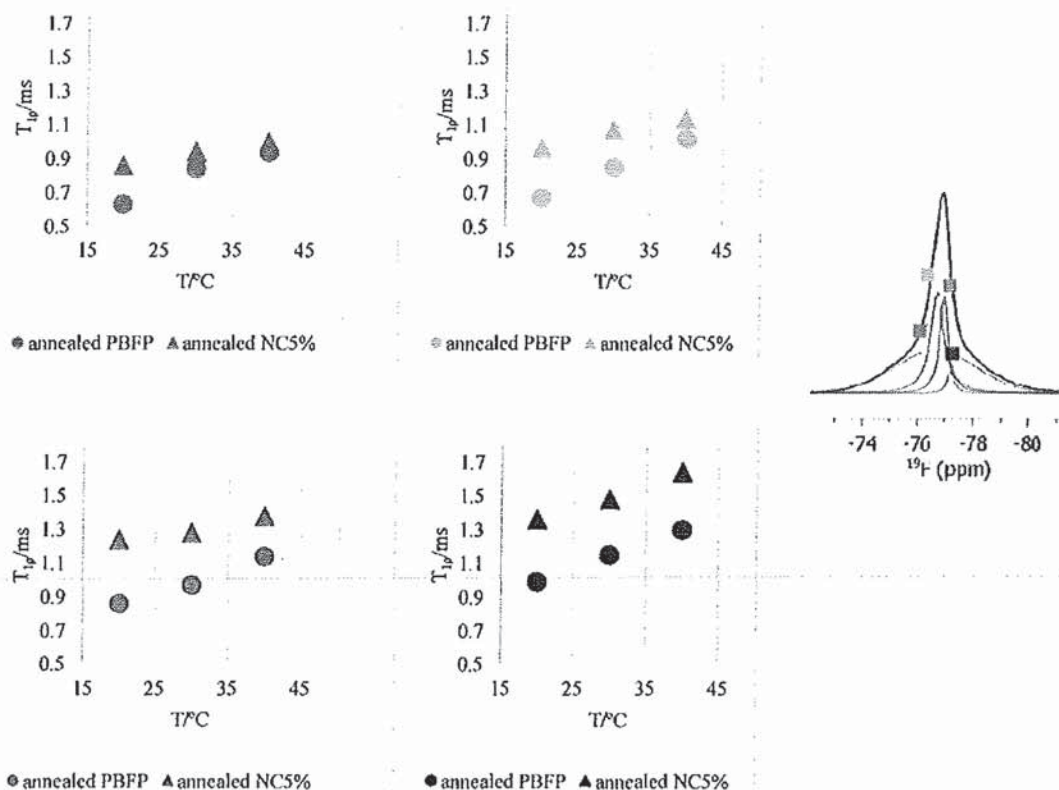 1.7
1.5
1.3
1.1
0.9
0.7
0.5
T₁ρ/ms
15 25 35 45
T/°C
● annealed PBFP ▲ annealed NC5%
1.7
1.5
1.3
1.1
0.9
0.7
0.5
T₁ρ/ms
15 25 35 45
T/°C
● annealed PBFP ▲ annealed NC5%
-74 -76 -78 -80
¹⁹F (ppm)
1.7
1.5
1.3
1.1
0.9
0.7
0.5
T₁ρ/ms
15 25 35 45
T/°C
● annealed PBFP ▲ annealed NC5%
1.7
1.5
1.3
1.1
0.9
0.7
0.5
T₁ρ/ms
15 25 35 45
T/°C
● annealed PBFP ▲ annealed NC5%